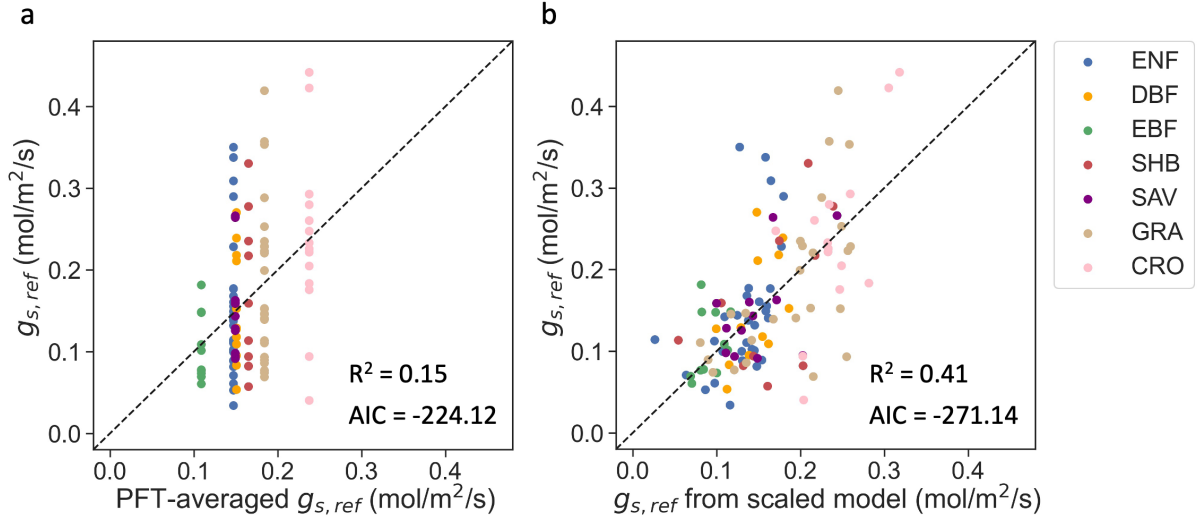 a
0.4
0.3
0.2
0.1
0.0
g_{s,ref} (mol/m²/s)
R² = 0.15
AIC = -224.12
0.0 0.1 0.2 0.3 0.4
PFT-averaged g_{s,ref} (mol/m²/s)
b
0.4
0.3
0.2
0.1
0.0
g_{s,ref} (mol/m²/s)
R² = 0.41
AIC = -271.14
0.0 0.1 0.2 0.3 0.4
g_{s,ref} from scaled model (mol/m²/s)
ENF
DBF
EBF
SHB
SAV
GRA
CRO